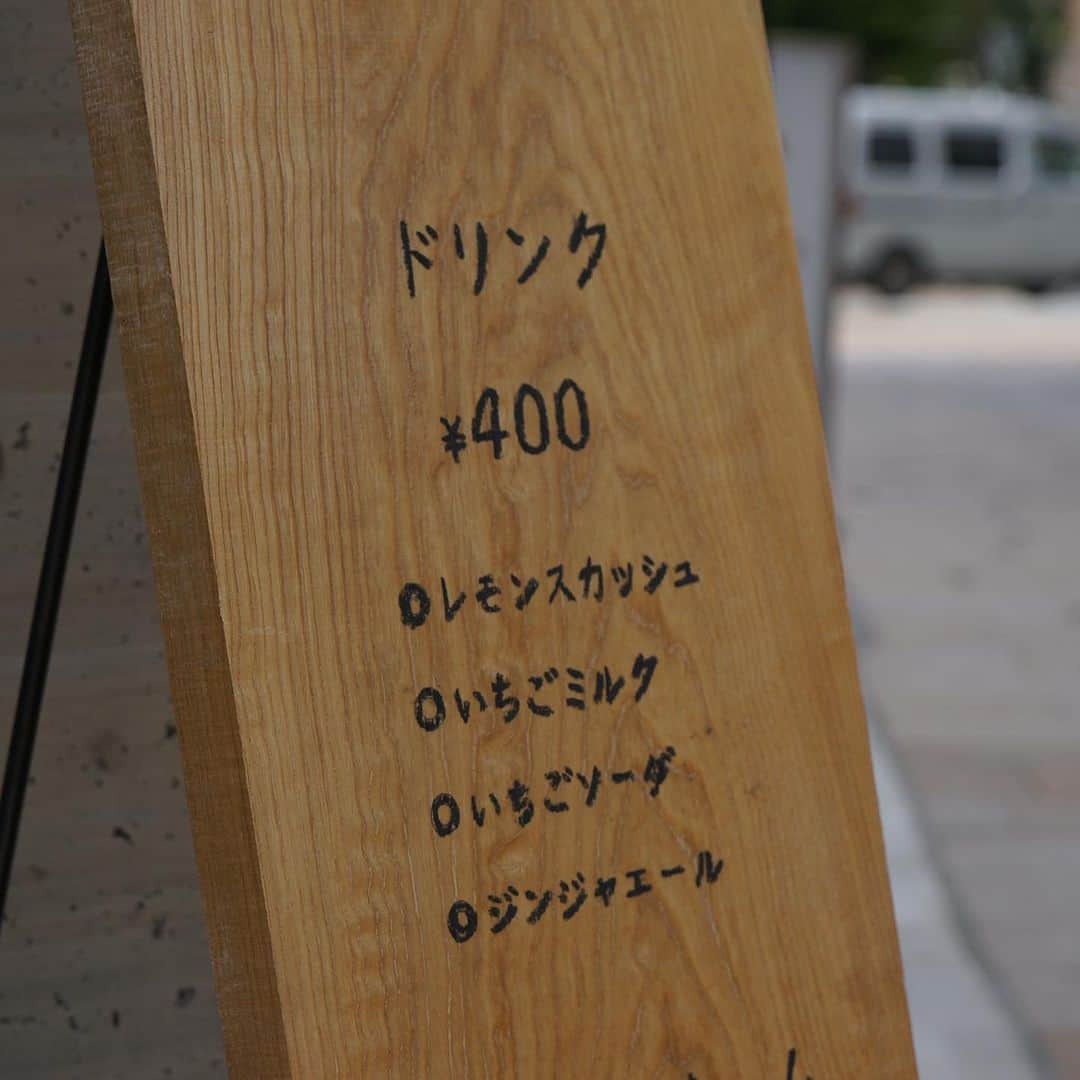 ドリンク
¥400
○レモンスカッシュ
○いちごミルク
○いちごソーダ
○ジンジャエール